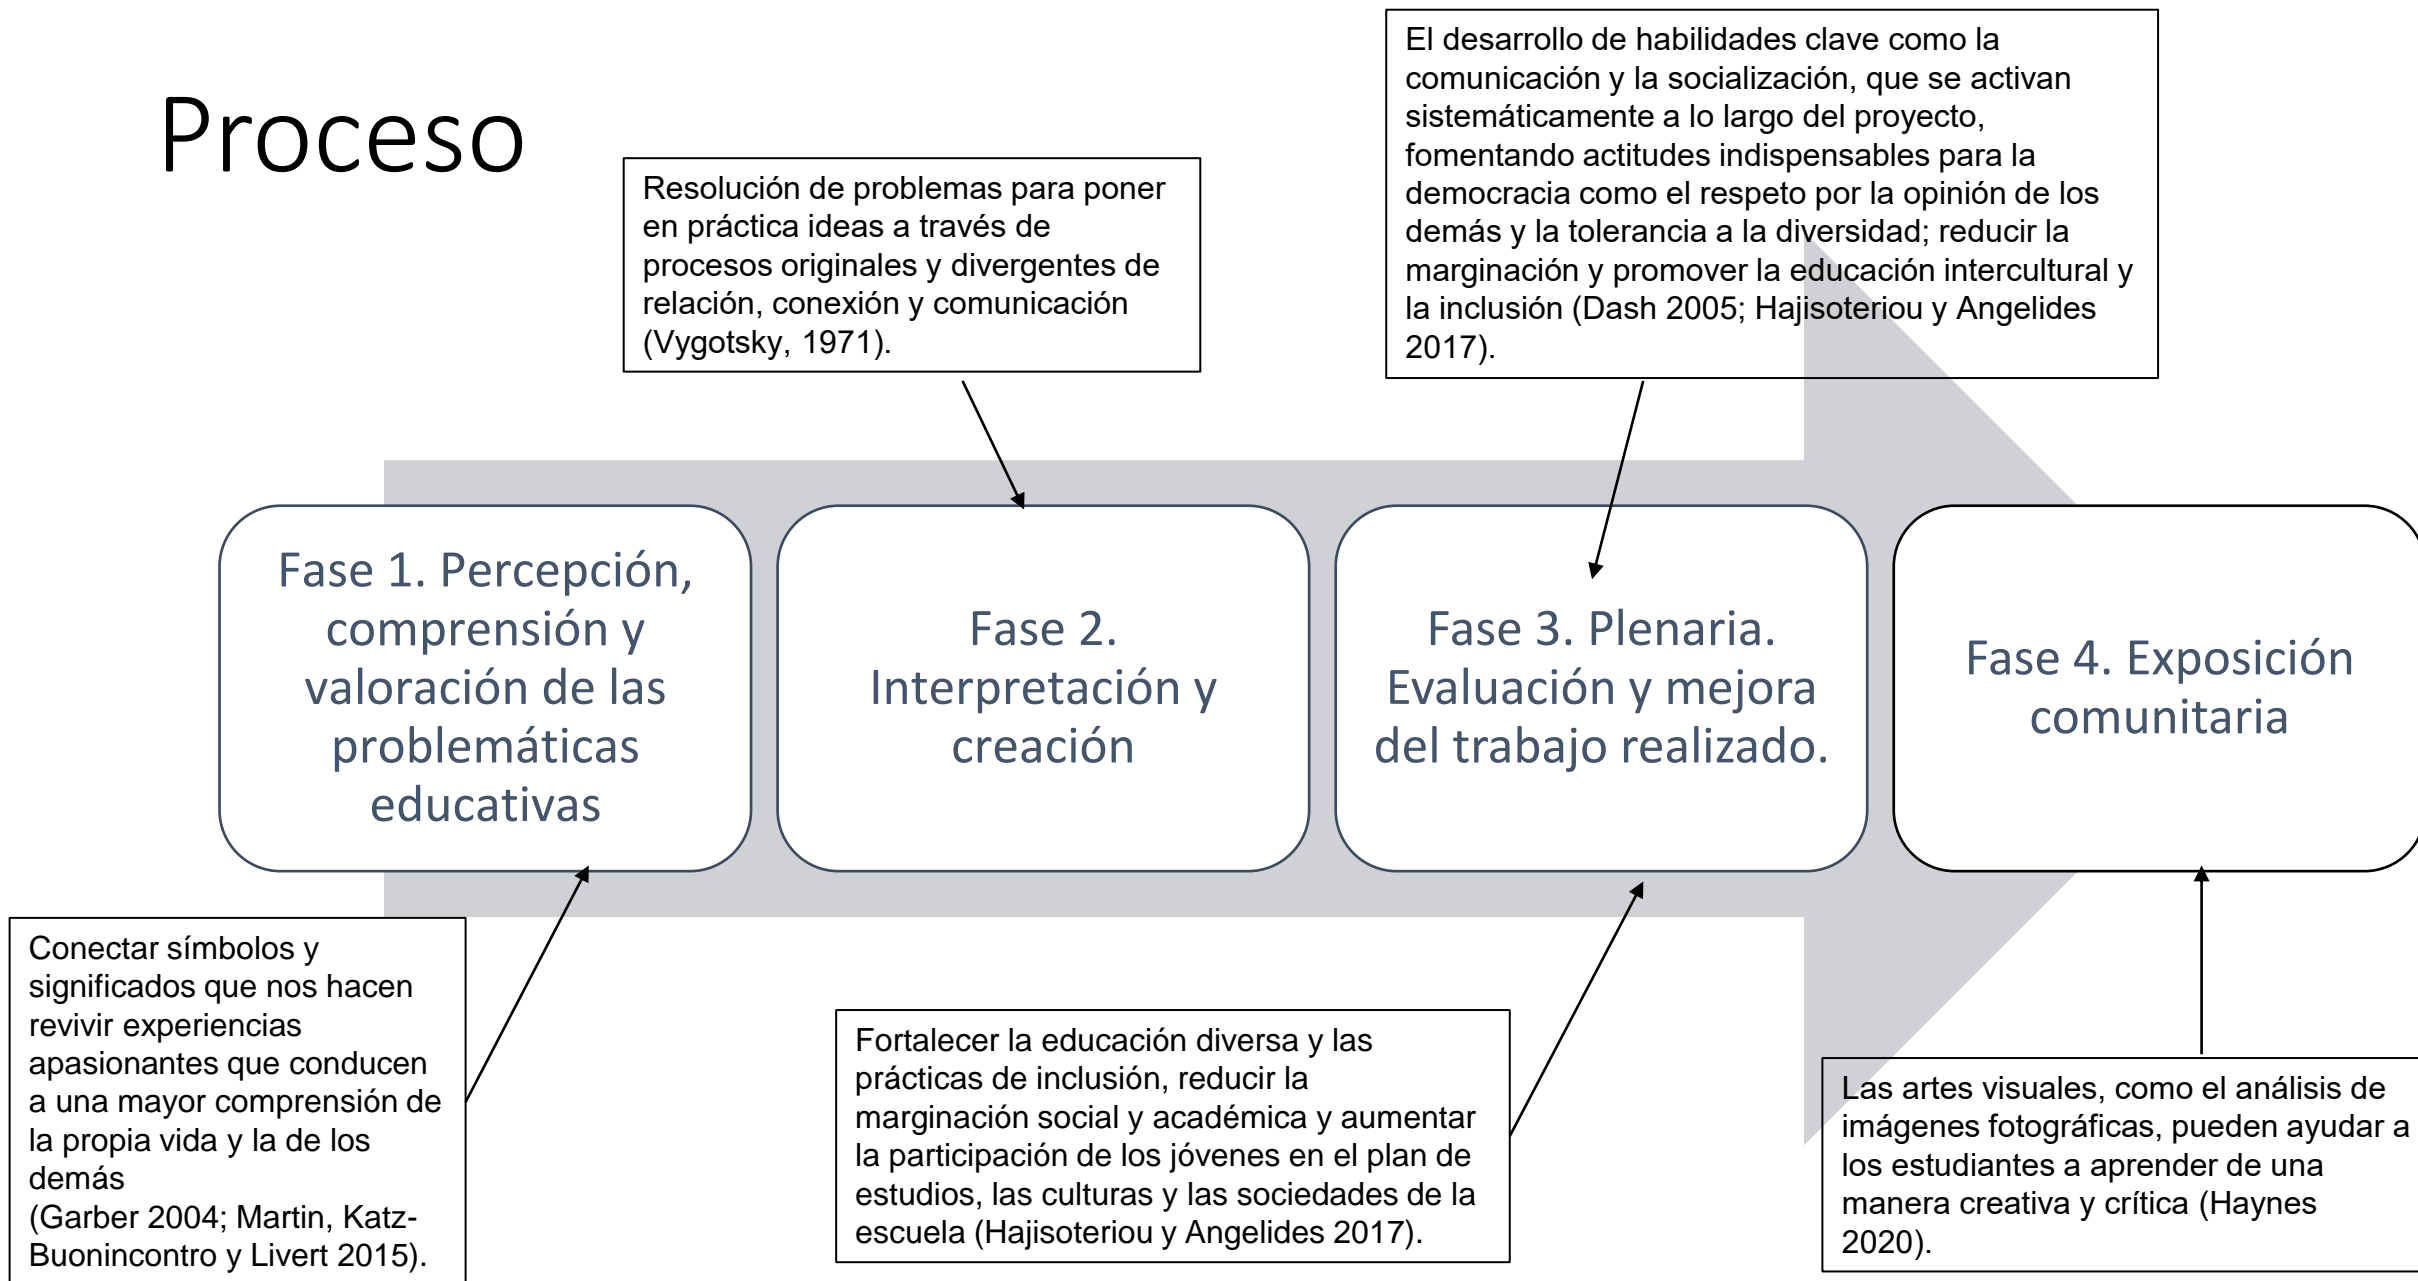 Proceso
Resolución de problemas para poner
en práctica ideas a través de
procesos originales y divergentes de
relación, conexión y comunicación
(Vygotsky, 1971).
El desarrollo de habilidades clave como la
comunicación y la socialización, que se activan
sistemáticamente a lo largo del proyecto,
fomentando actitudes indispensables para la
democracia como el respeto por la opinión de los
demás y la tolerancia a la diversidad; reducir la
marginación y promover la educación intercultural y
la inclusión (Dash 2005; Hajisoteriou y Angelides
2017).
Fase 1. Percepción,
comprensión y
valoración de las
problemáticas
educativas
Fase 2.
Interpretación y
creación
Fase 3. Plenaria.
Evaluación y mejora
del trabajo realizado.
Fase 4. Exposición
comunitaria
Conectar símbolos y
significados que nos hacen
revivir experiencias
apasionantes que conducen
a una mayor comprensión de
la propia vida y la de los
demás
(Garber 2004; Martin, Katz-
Buonincontro y Livert 2015).
Fortalecer la educación diversa y las
prácticas de inclusión, reducir la
marginación social y académica y aumentar
la participación de los jóvenes en el plan de
estudios, las culturas y las sociedades de la
escuela (Hajisoteriou y Angelides 2017).
Las artes visuales, como el análisis de
imágenes fotográficas, pueden ayudar a
los estudiantes a aprender de una
manera creativa y crítica (Haynes
2020).